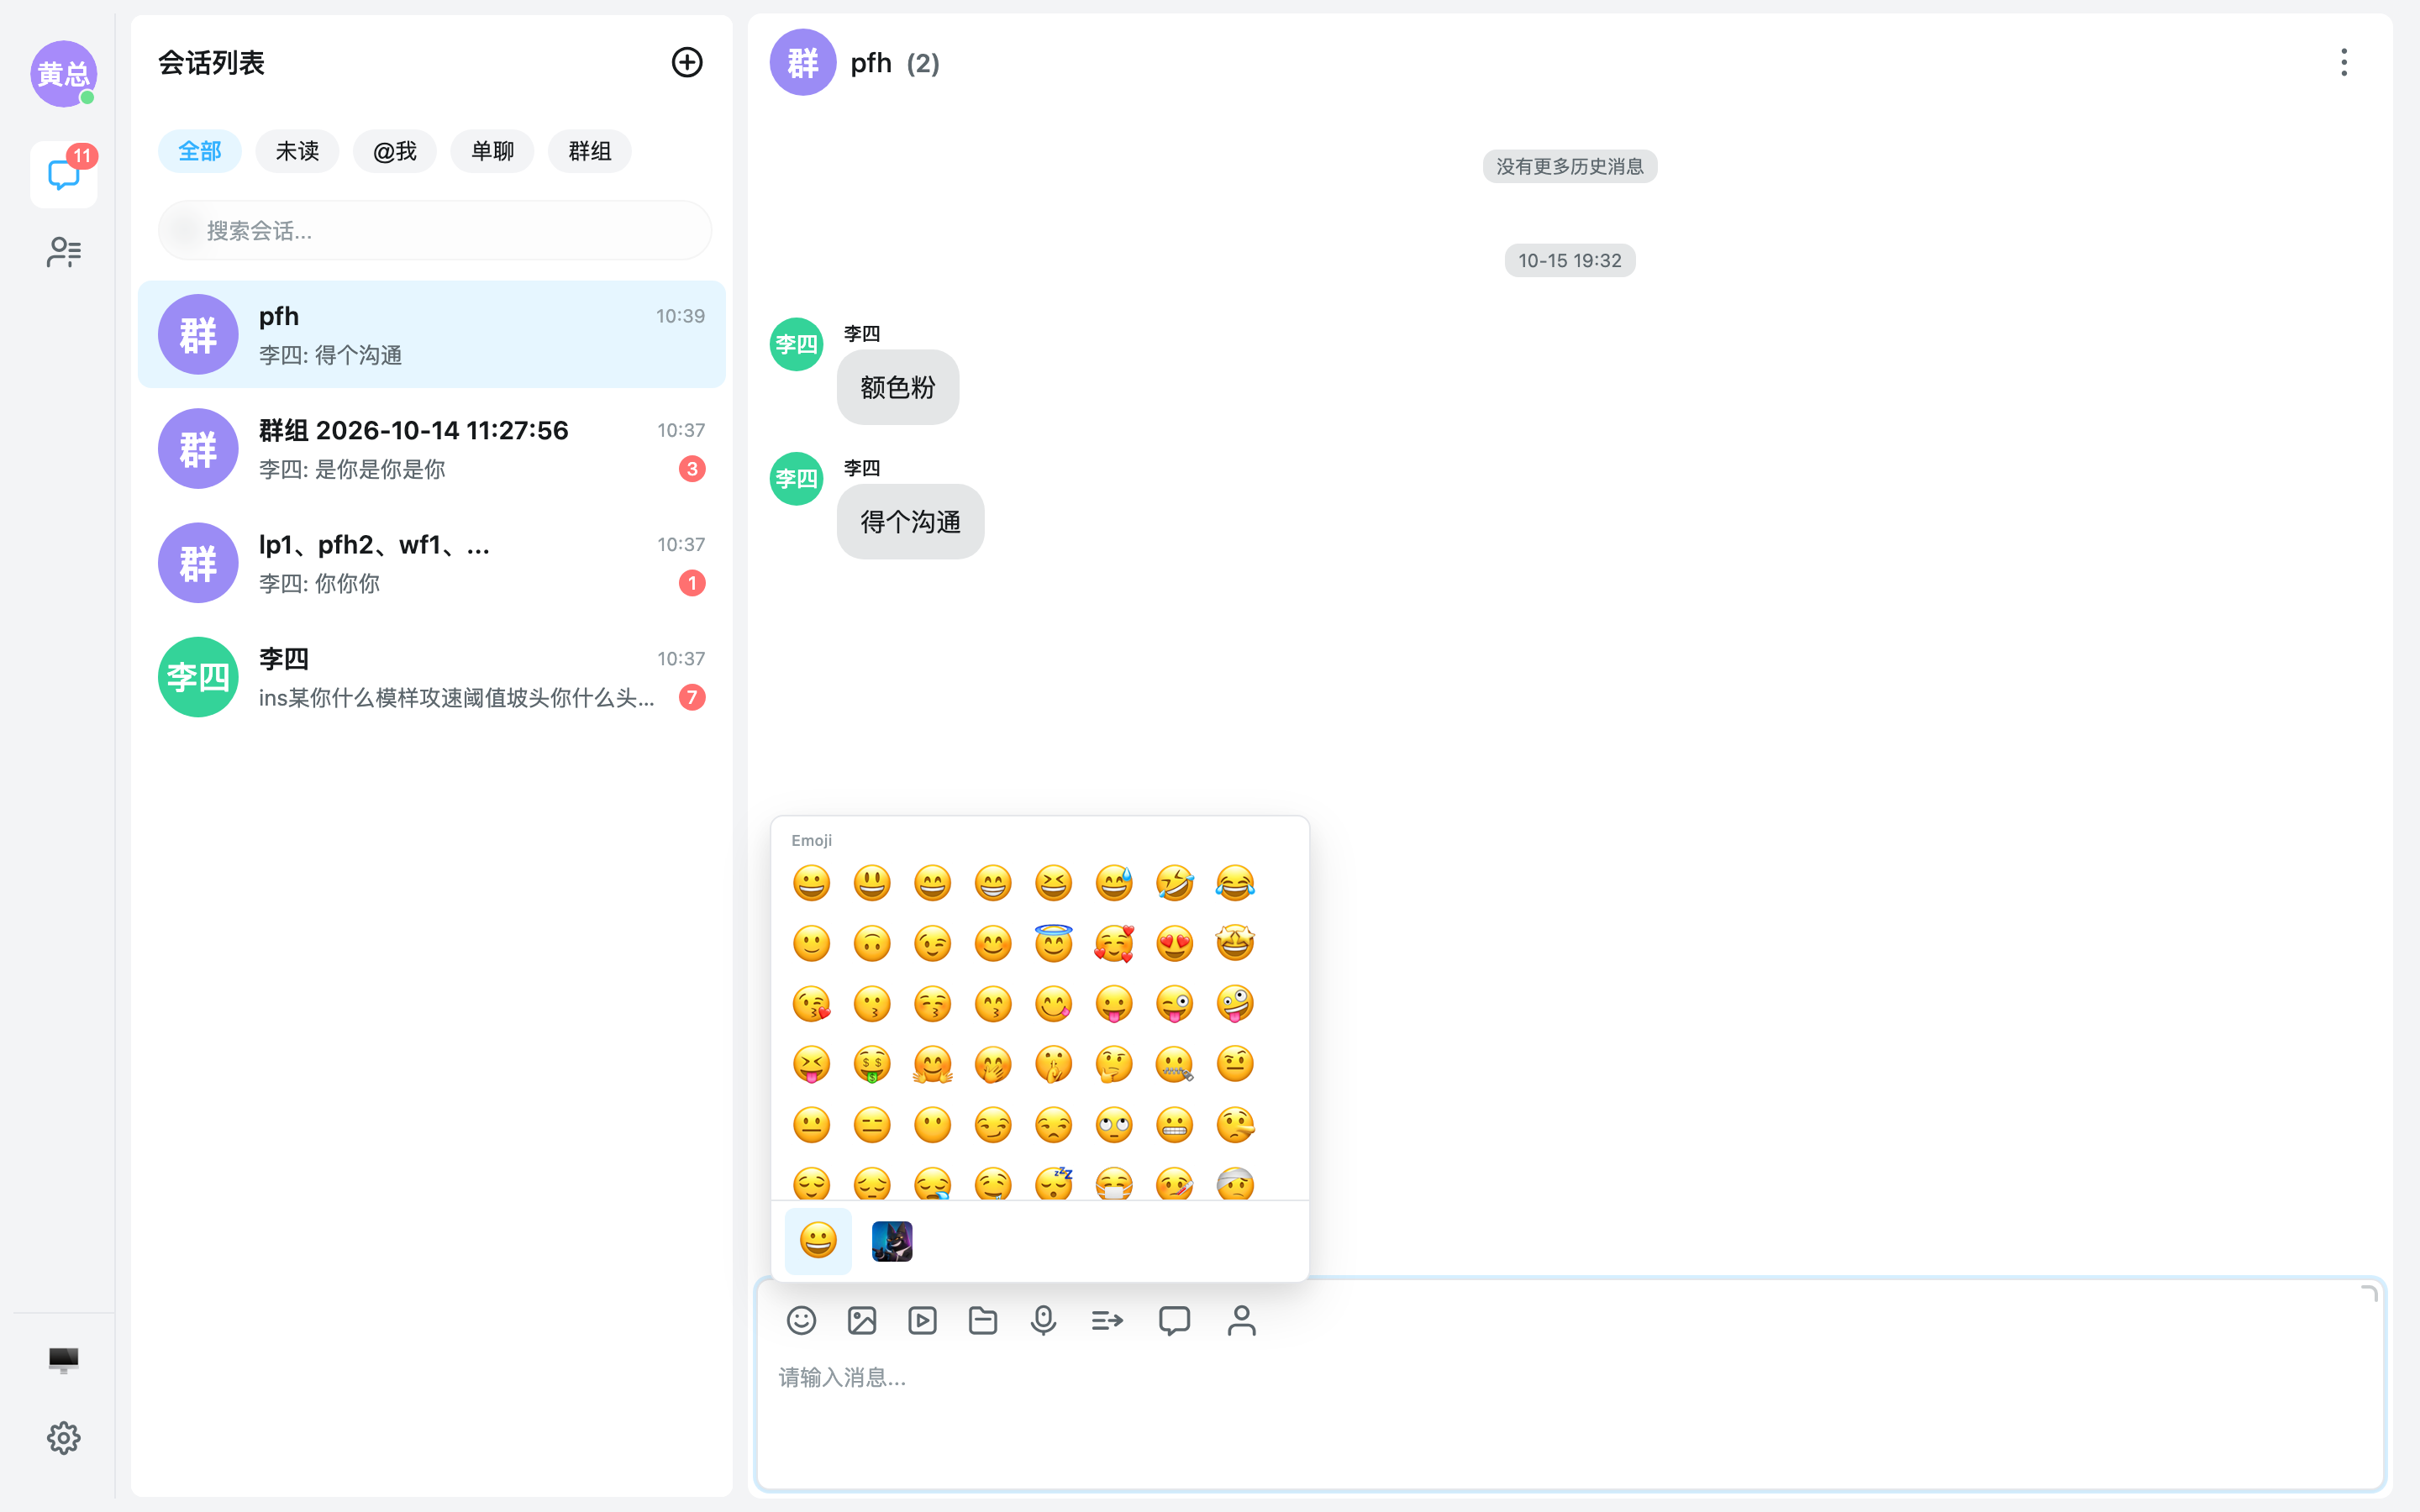 黄总
11
会话列表
全部
未读
@我
单聊
群组
搜索会话...
群
pfh
10:39
李四: 得个沟通
群
群组 2026-10-14 11:27:56
10:37
李四: 是你是你是你
3
群
lp1、pfh2、wf1、...
10:37
李四: 你你你
1
李四
李四
10:37
ins某你什么模样攻速阈值坡头你什么头...
7
群
pfh (2)
没有更多历史消息
10-15 19:32
李四
李四
额色粉
李四
李四
得个沟通
Emoji
请输入消息...